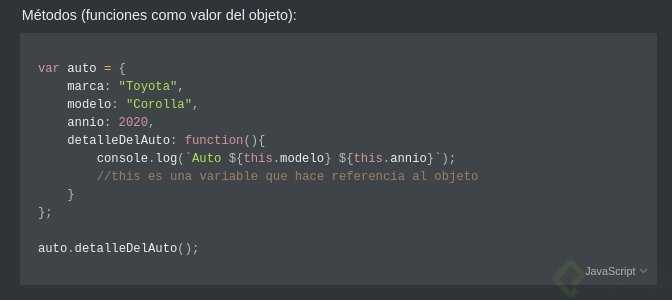 Métodos (funciones como valor del objeto):
var auto = {
    marca: "Toyota",
    modelo: "Corolla",
    annio: 2020,
    detalleDelAuto: function(){
        console.log(`Auto ${this.modelo} ${this.annio}`);
        //this es una variable que hace referencia al objeto
    }
};

auto.detalleDelAuto();
JavaScript